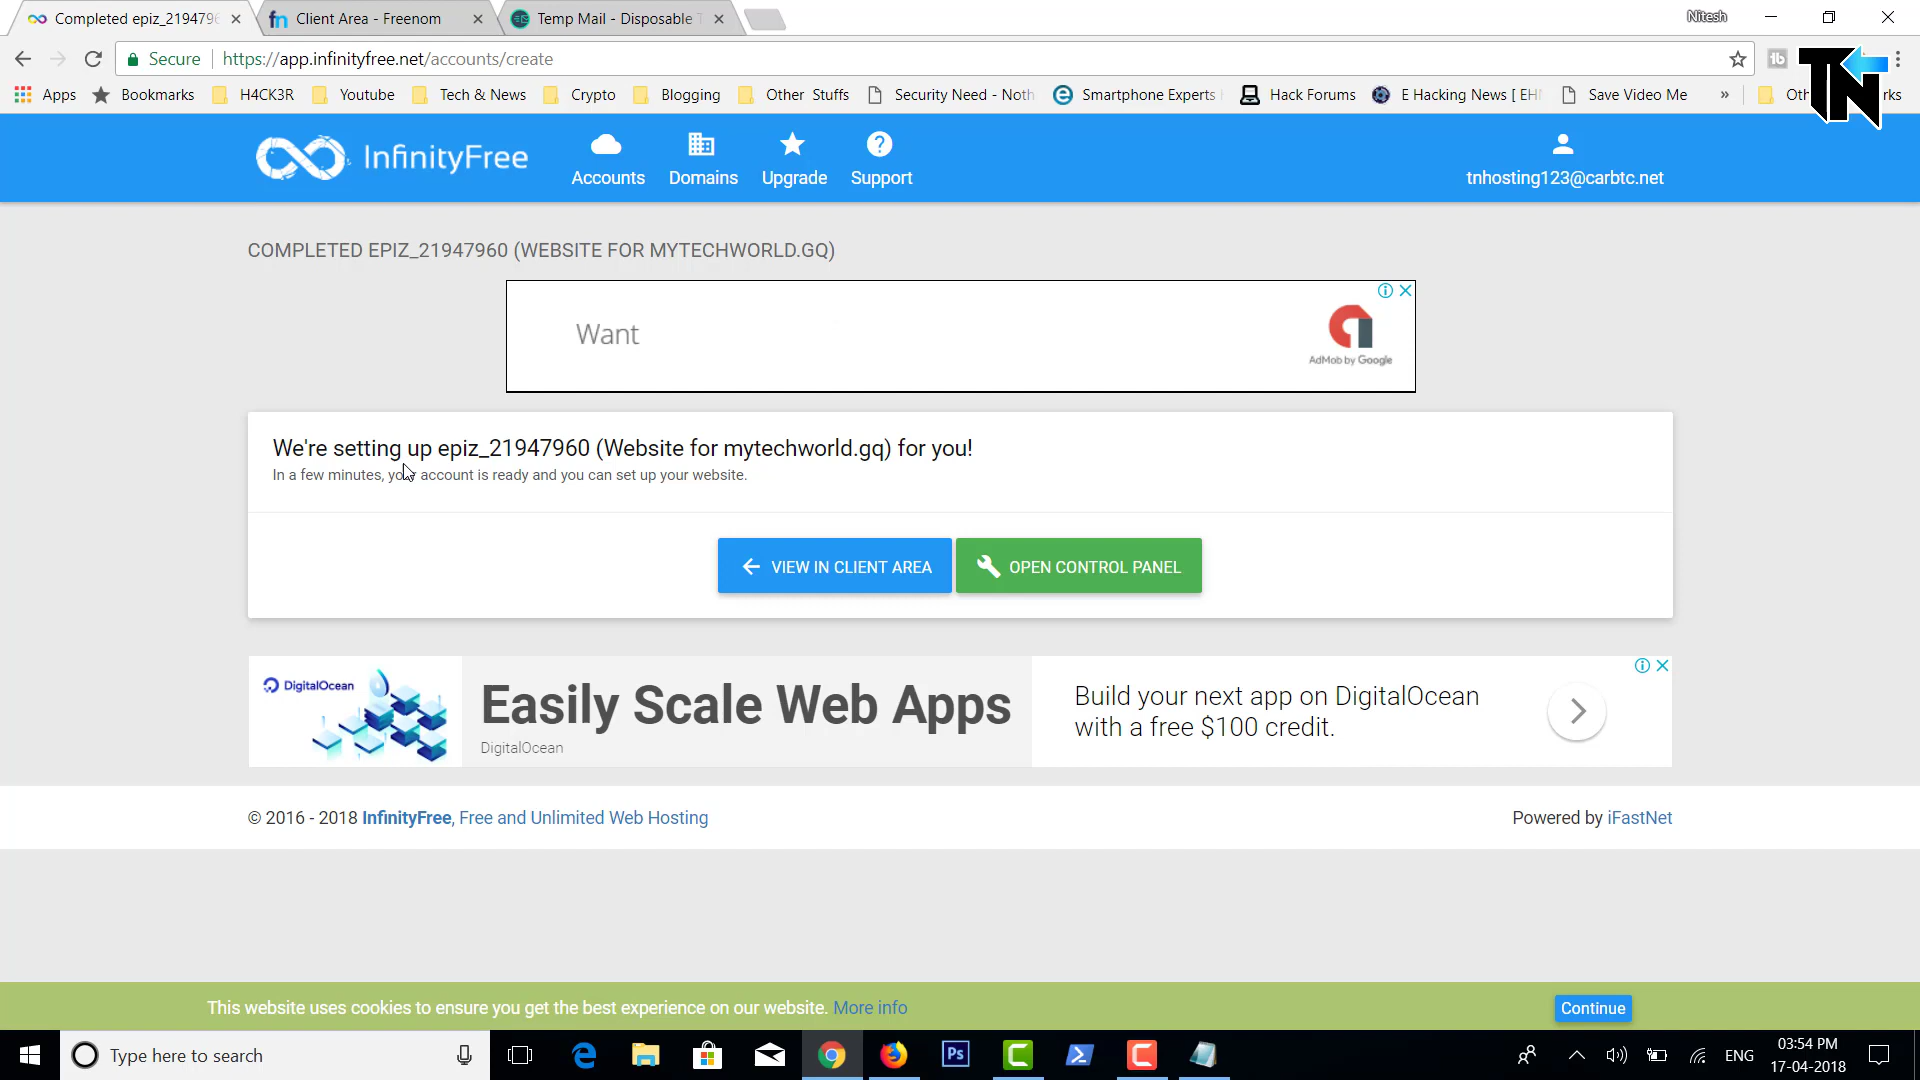 Completed epiz_2194796
Client Area - Freenom
Temp Mail - Disposable T
Nitesh
Secure
https://app.infinityfree.net/accounts/create
Apps
Bookmarks
H4CK3R
Youtube
Tech & News
Crypto
Blogging
Other Stuffs
Security Need - Noth
Smartphone Experts
Hack Forums
E Hacking News [ EH
Save Video Me
»
TN
InfinityFree
Accounts
Domains
Upgrade
Support
tnhosting123@carbtc.net
COMPLETED EPIZ_21947960 (WEBSITE FOR MYTECHWORLD.GQ)
Want
AdMob by Google
We're setting up epiz_21947960 (Website for mytechworld.gq) for you!
In a few minutes, your account is ready and you can set up your website.
VIEW IN CLIENT AREA
OPEN CONTROL PANEL
DigitalOcean
Easily Scale Web Apps
DigitalOcean
Build your next app on DigitalOcean
with a free $100 credit.
© 2016 - 2018 InfinityFree, Free and Unlimited Web Hosting
Powered by iFastNet
This website uses cookies to ensure you get the best experience on our website. More info
Continue
Type here to search
Ps
ENG
03:54 PM
17-04-2018